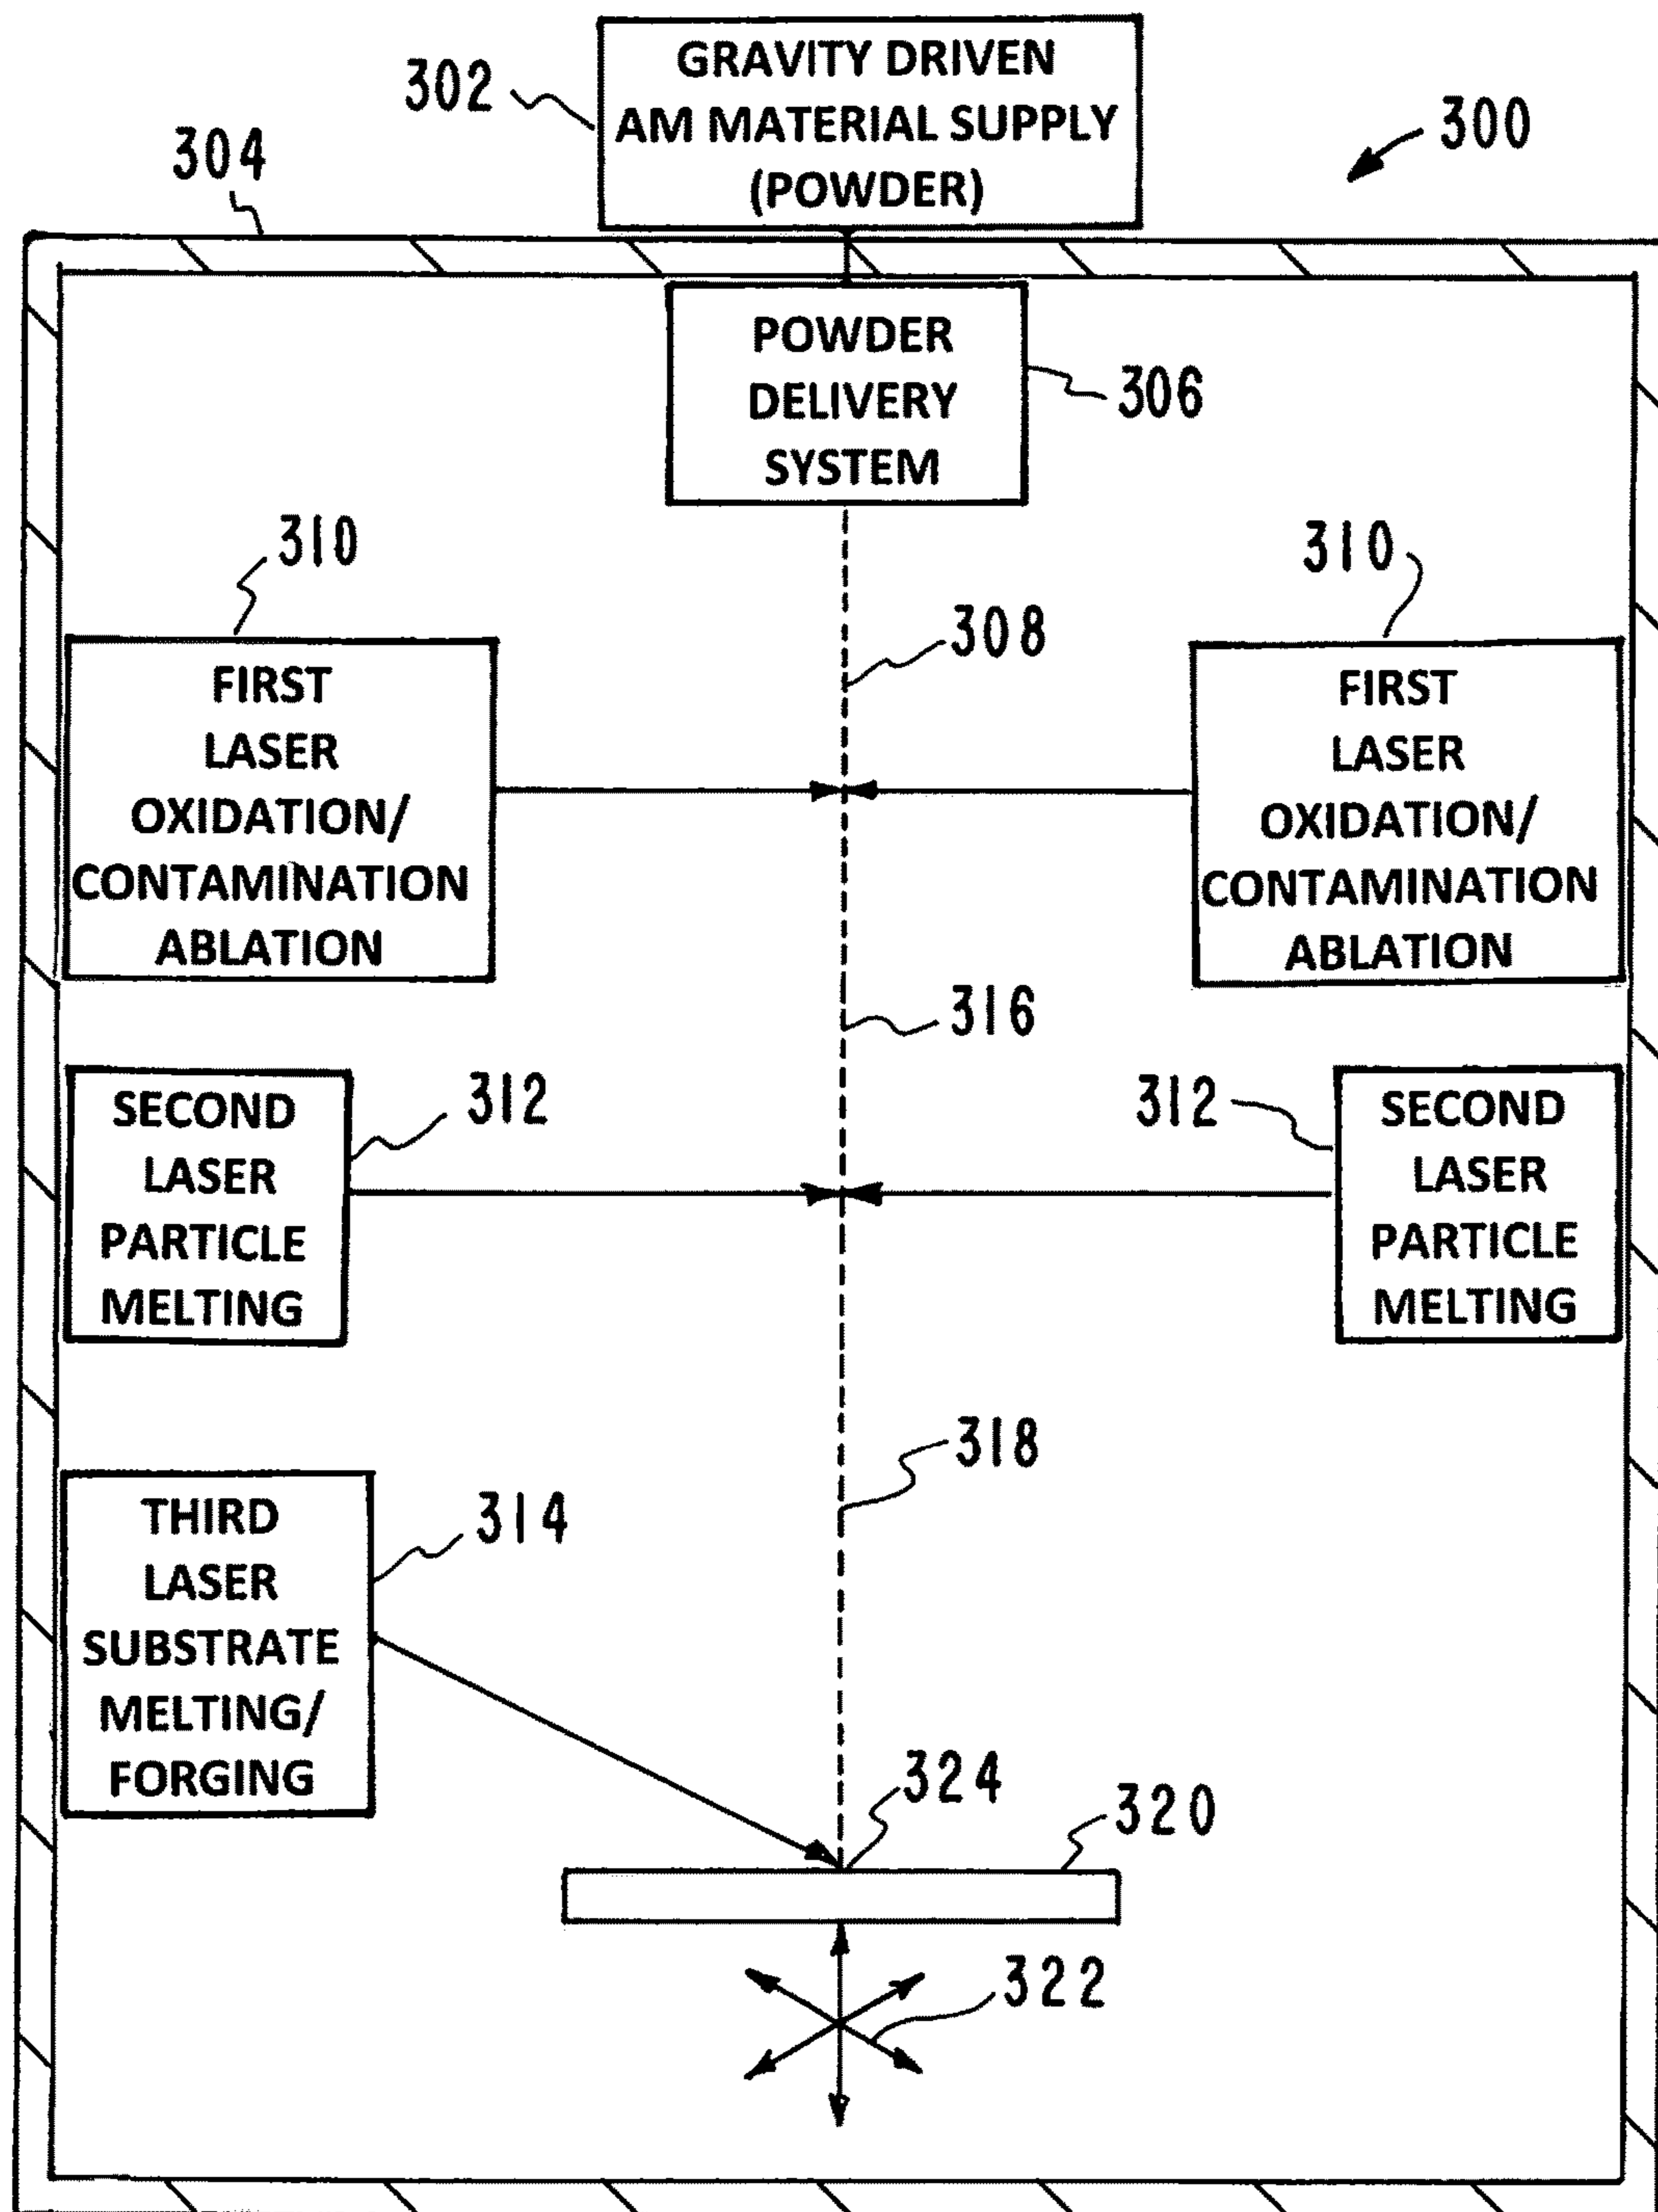 GRAVITY DRIVEN
AM MATERIAL SUPPLY
(POWDER)
302
300
304
POWDER
DELIVERY
SYSTEM
306
310
310
308
FIRST
LASER
OXIDATION/
CONTAMINATION
ABLATION
FIRST
LASER
OXIDATION/
CONTAMINATION
ABLATION
316
SECOND
LASER
PARTICLE
MELTING
312
312
SECOND
LASER
PARTICLE
MELTING
318
THIRD
LASER
SUBSTRATE
MELTING/
FORGING
314
324
320
322